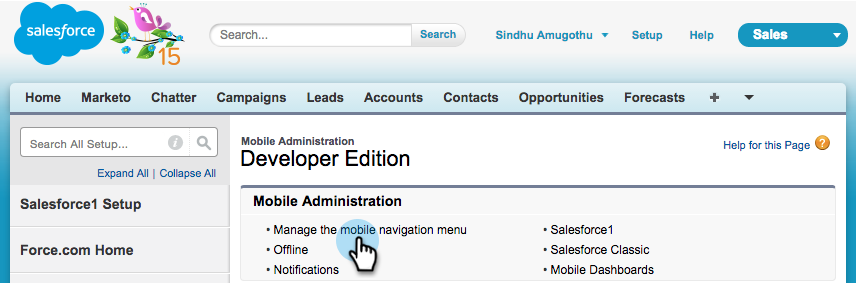 salesforce
15
Search...
Search
Sindhu Amugothu
Setup
Help
Sales
Home Marketo Chatter Campaigns Leads Accounts Contacts Opportunities Forecasts +
Search All Setup... i
Expand All | Collapse All
Salesforce1 Setup
Force.com Home
Mobile Administration
Developer Edition
Help for this Page ?
Mobile Administration
• Manage the mobile navigation menu
• Offline
• Notifications
• Salesforce1
• Salesforce Classic
• Mobile Dashboards